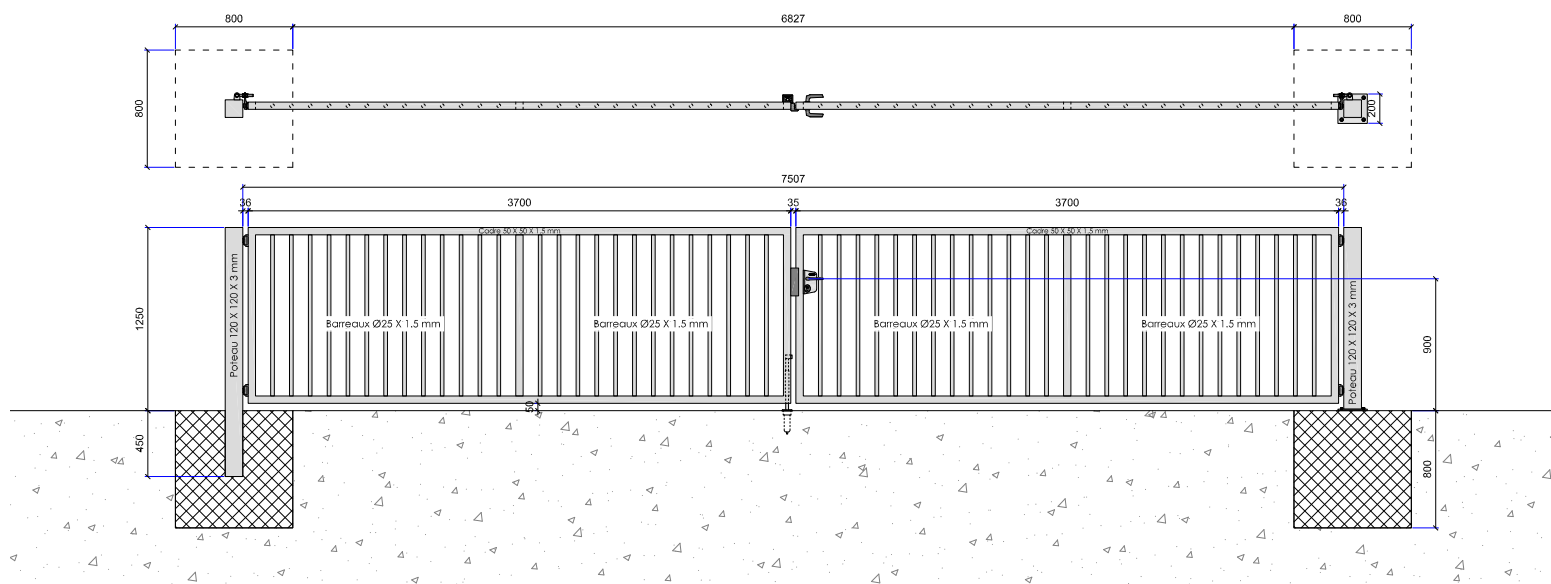 800
6827
800
800
200
7507
36
3700
35
3700
36
Cadre 50 X 50 X 1,5 mm
Cadre 50 X 50 X 1,5 mm
1250
Poteau 120 X 120 X 3 mm
Barreaux Ø25 X 1.5 mm
Barreaux Ø25 X 1.5 mm
Barreaux Ø25 X 1.5 mm
Barreaux Ø25 X 1.5 mm
Poteau 120 X 120 X 3 mm
900
50
450
800